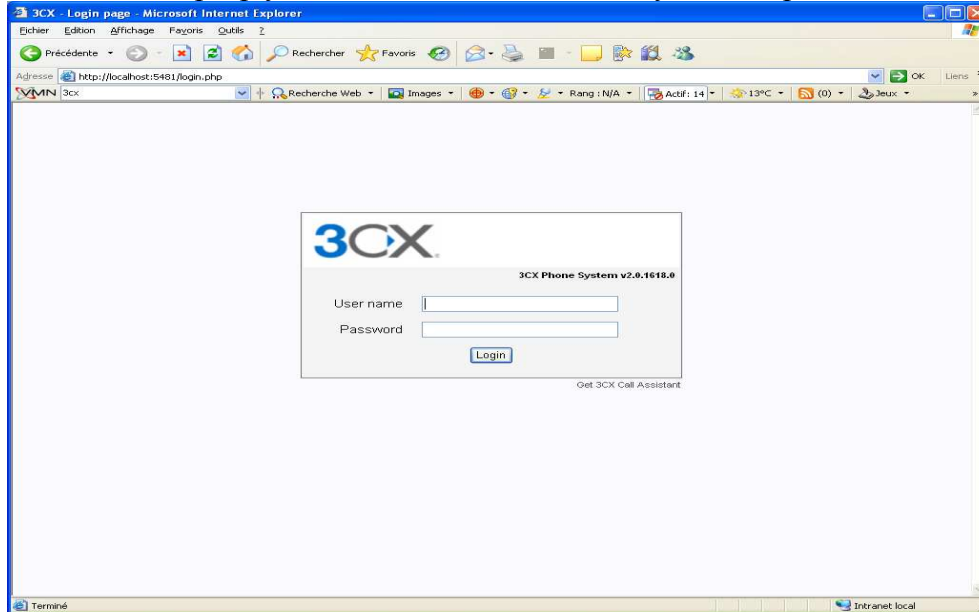 3CX - Login page - Microsoft Internet Explorer
Fichier Edition Affichage Favoris Outils ?
Précédente Rechercher Favoris
Adresse http://localhost:5481/login.php OK Liens
MN 3cx Recherche Web Images Rang : N/A Actif: 14 13°C (0) Jeux »
3CX
3CX Phone System v2.0.1618.0
User name
Password
Login
Get 3CX Call Assistant
Terminé Intranet local